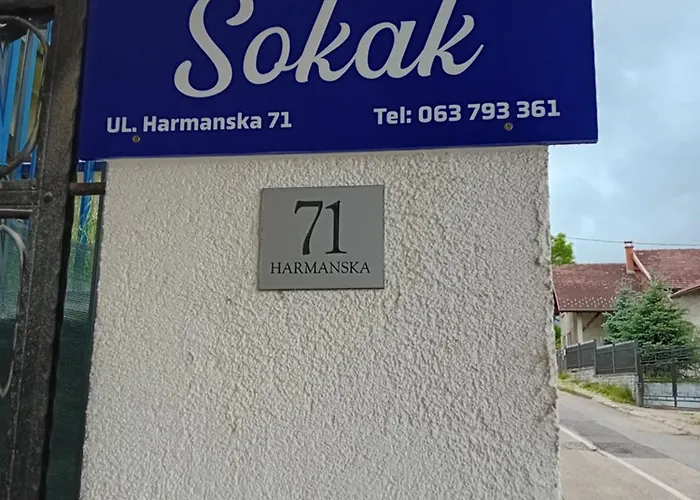 Sokak
UL. Harmanska 71
Tel: 063 793 361
71
HARMANSKA